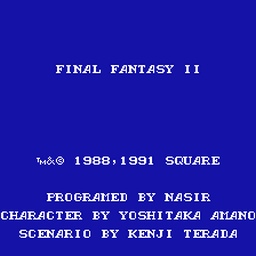 FINAL FANTASY II
™&© 1988,1991 SQUARE
PROGRAMED BY NASIR
CHARACTER BY YOSHITAKA AMANO
SCENARIO BY KENJI TERADA